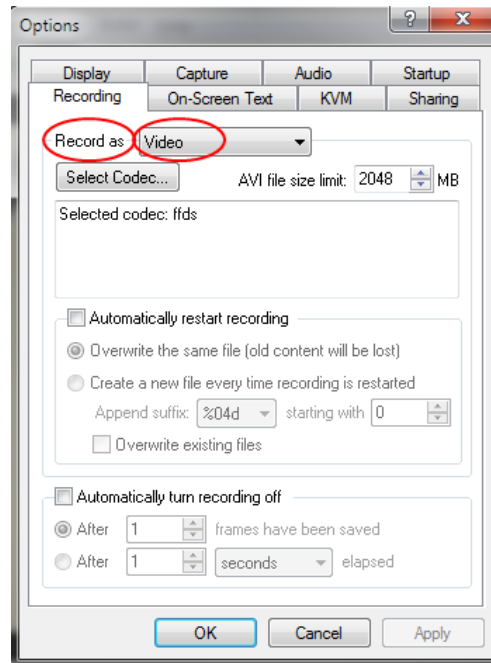 Options
Display Capture Audio Startup
Recording On-Screen Text KVM Sharing
Record as Video
Select Codec... AVI file size limit: 2048 MB
Selected codec: ffds
Automatically restart recording
Overwrite the same file (old content will be lost)
Create a new file every time recording is restarted
Append suffix: %04d starting with 0
Overwrite existing files
Automatically turn recording off
After 1 frames have been saved
After 1 seconds elapsed
OK Cancel Apply